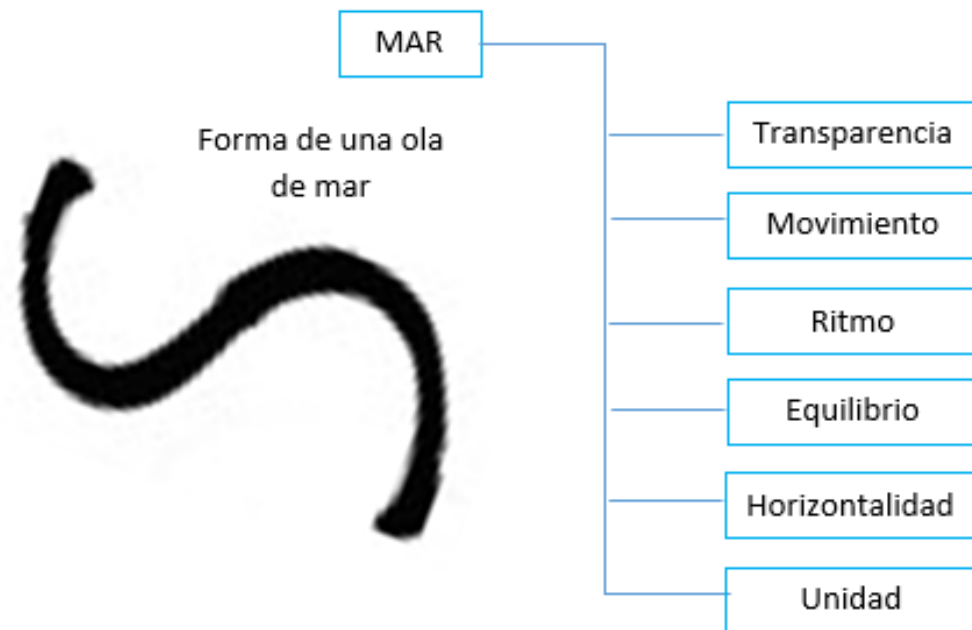 MAR
Forma de una ola
de mar
Transparencia
Movimiento
Ritmo
Equilibrio
Horizontalidad
Unidad